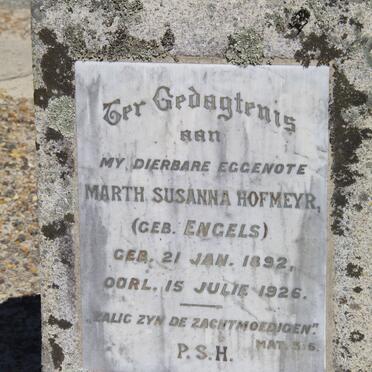 Ter Gedagtenis
aan
MY DIERBARE EGGENOTE
MARTH SUSANNA HOFMEYR,
(GEB. ENGELS)
GEB. 21 JAN. 1892,
OORL. 15 JULIE 1926.
"ZALIG ZYN DE ZACHTMOEDIGEN".
MAT. 5:5.
P.S.H.